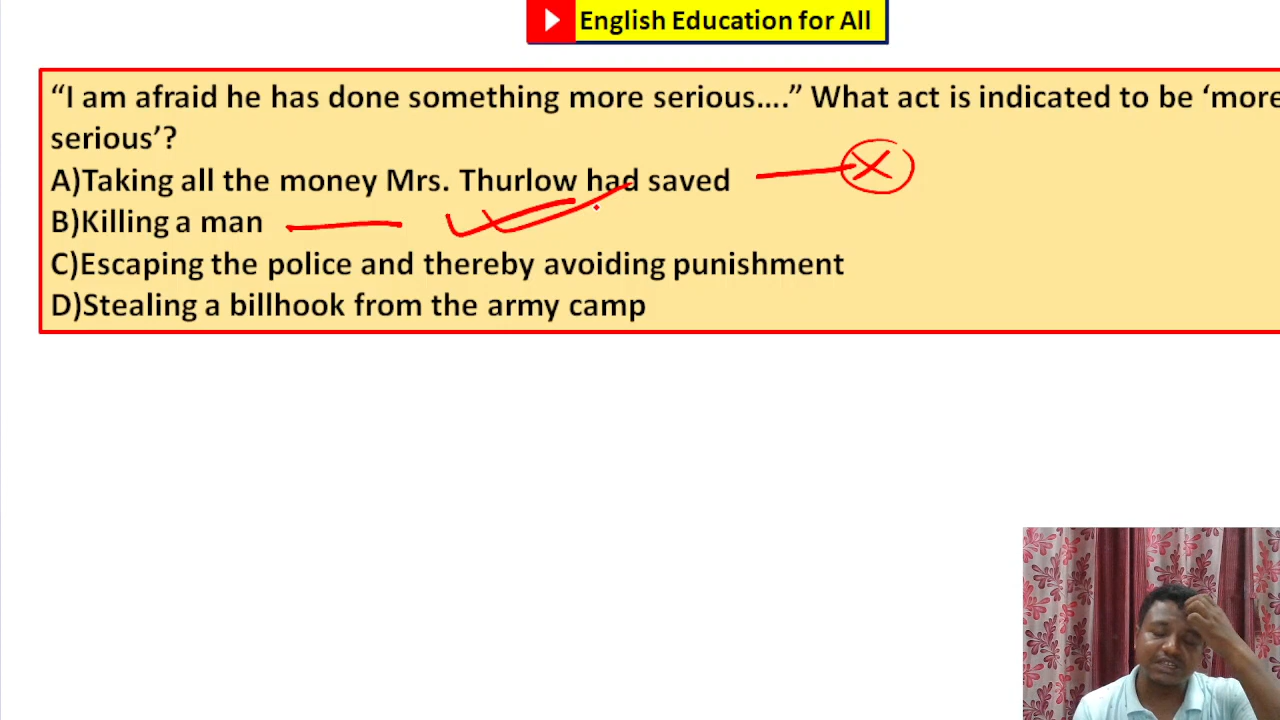 English Education for All
“I am afraid he has done something more serious....” What act is indicated to be ‘more
serious’?
A)Taking all the money Mrs. Thurlow had saved
B)Killing a man
C)Escaping the police and thereby avoiding punishment
D)Stealing a billhook from the army camp